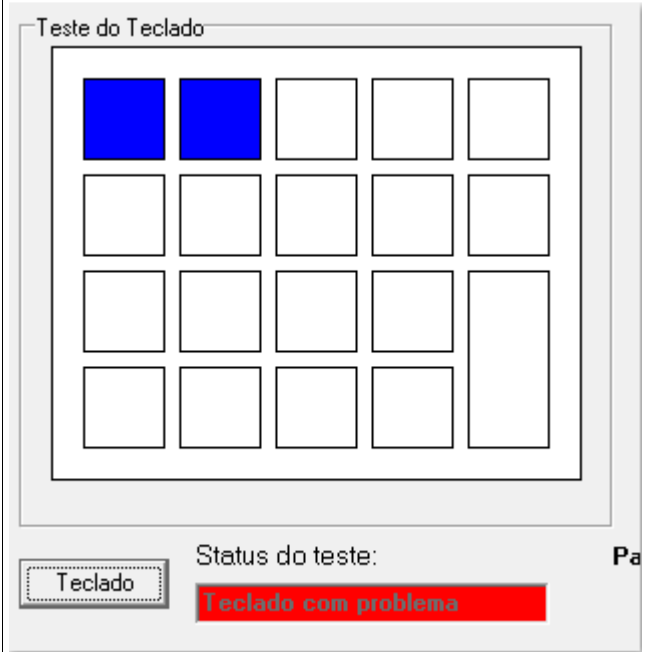 Teste do Teclado
Status do teste:
Pa
Teclado
Teclado com problema